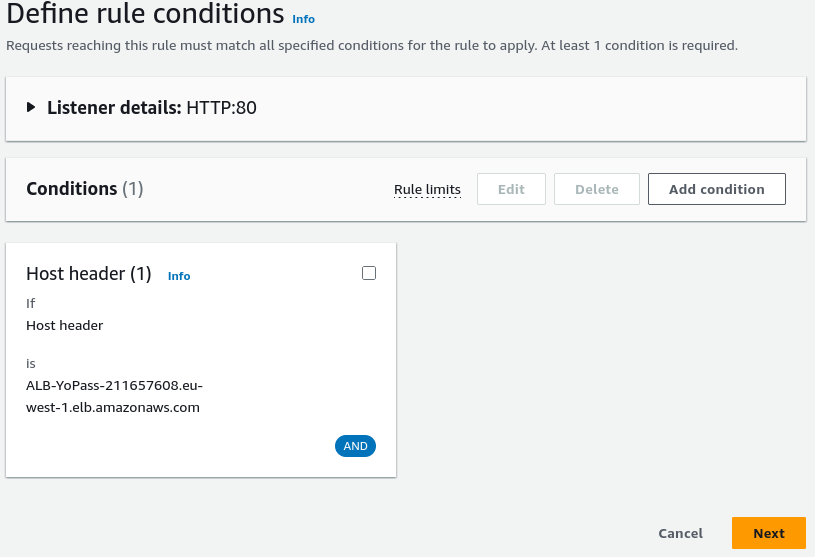 Define rule conditions Info
Requests reaching this rule must match all specified conditions for the rule to apply. At least 1 condition is required.
Listener details: HTTP:80
Conditions (1) Rule limits Edit Delete Add condition
Host header (1) Info
If
Host header
is
ALB-YoPass-211657608.eu-
west-1.elb.amazonaws.com
AND
Cancel Next